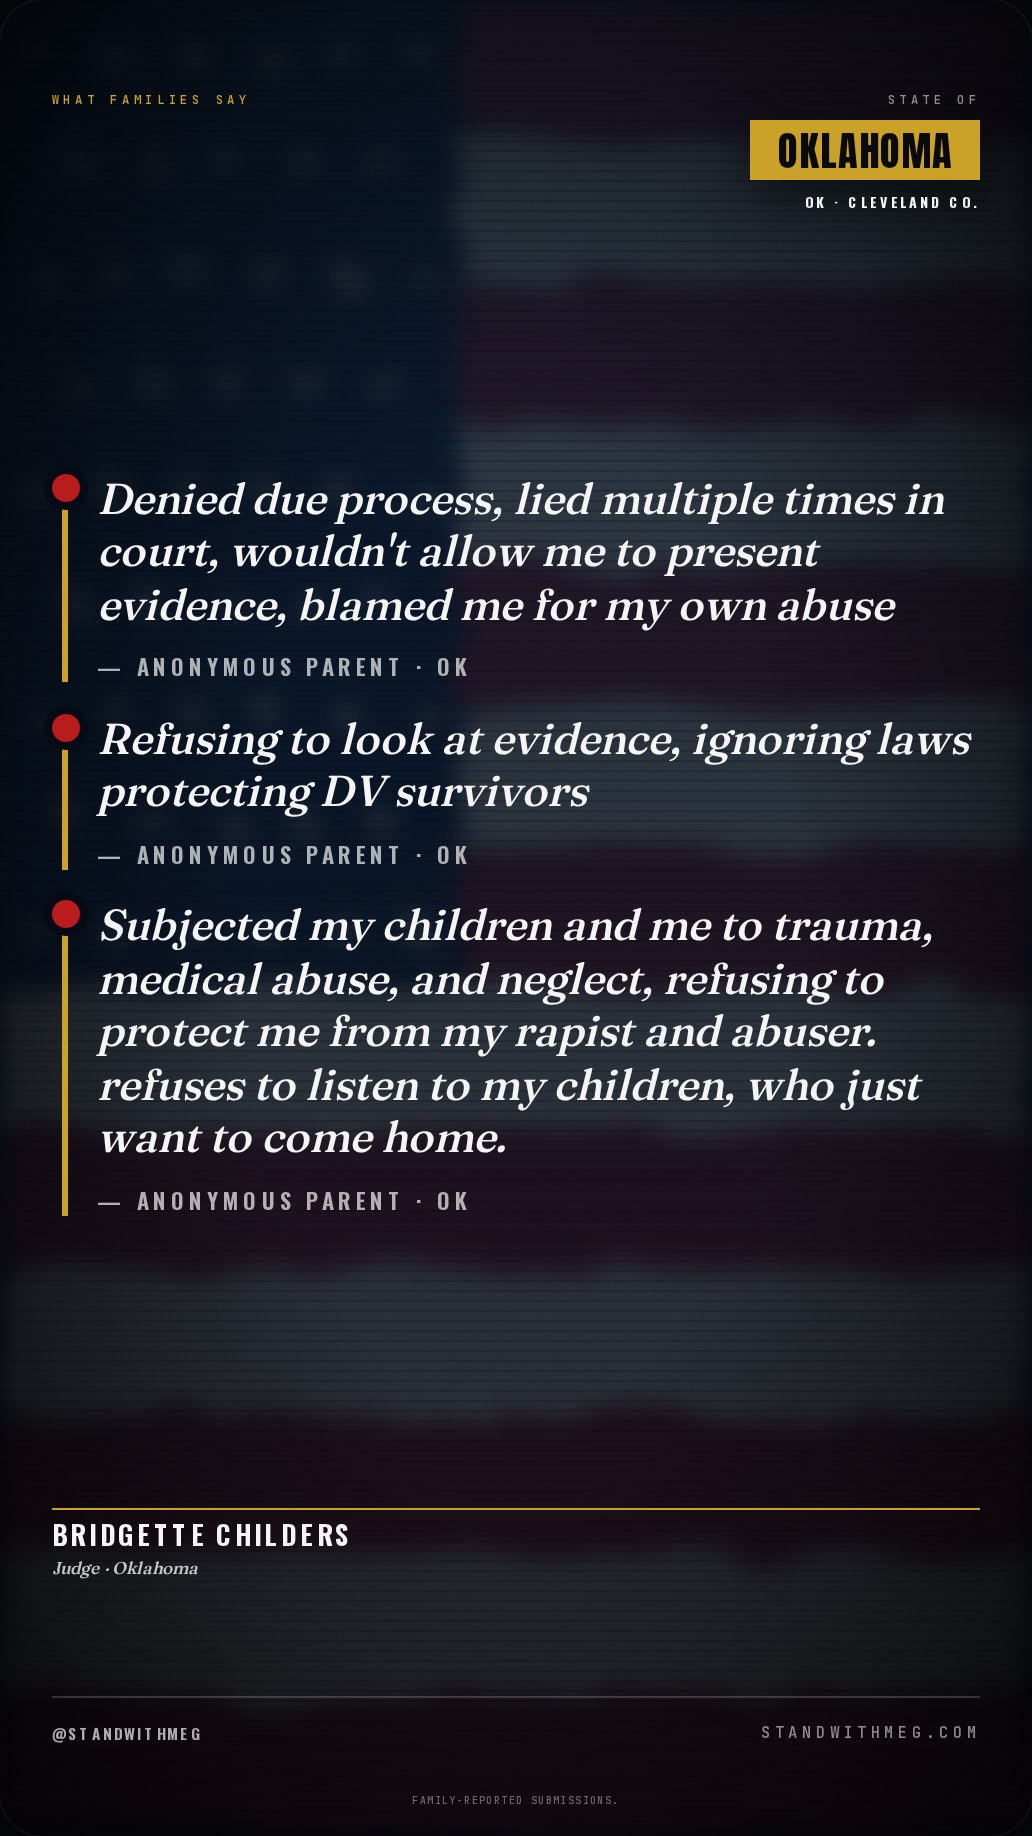 WHAT FAMILIES SAY
STATE OF
OKLAHOMA
OK · CLEVELAND CO.
Denied due process, lied multiple times in
court, wouldn't allow me to present
evidence, blamed me for my own abuse
— ANONYMOUS PARENT · OK
Refusing to look at evidence, ignoring laws
protecting DV survivors
— ANONYMOUS PARENT · OK
Subjected my children and me to trauma,
medical abuse, and neglect, refusing to
protect me from my rapist and abuser.
refuses to listen to my children, who just
want to come home.
— ANONYMOUS PARENT · OK
BRIDGETTE CHILDERS
Judge · Oklahoma
@STANDWITHMEG
STANDWITHMEG.COM
FAMILY-REPORTED SUBMISSIONS.